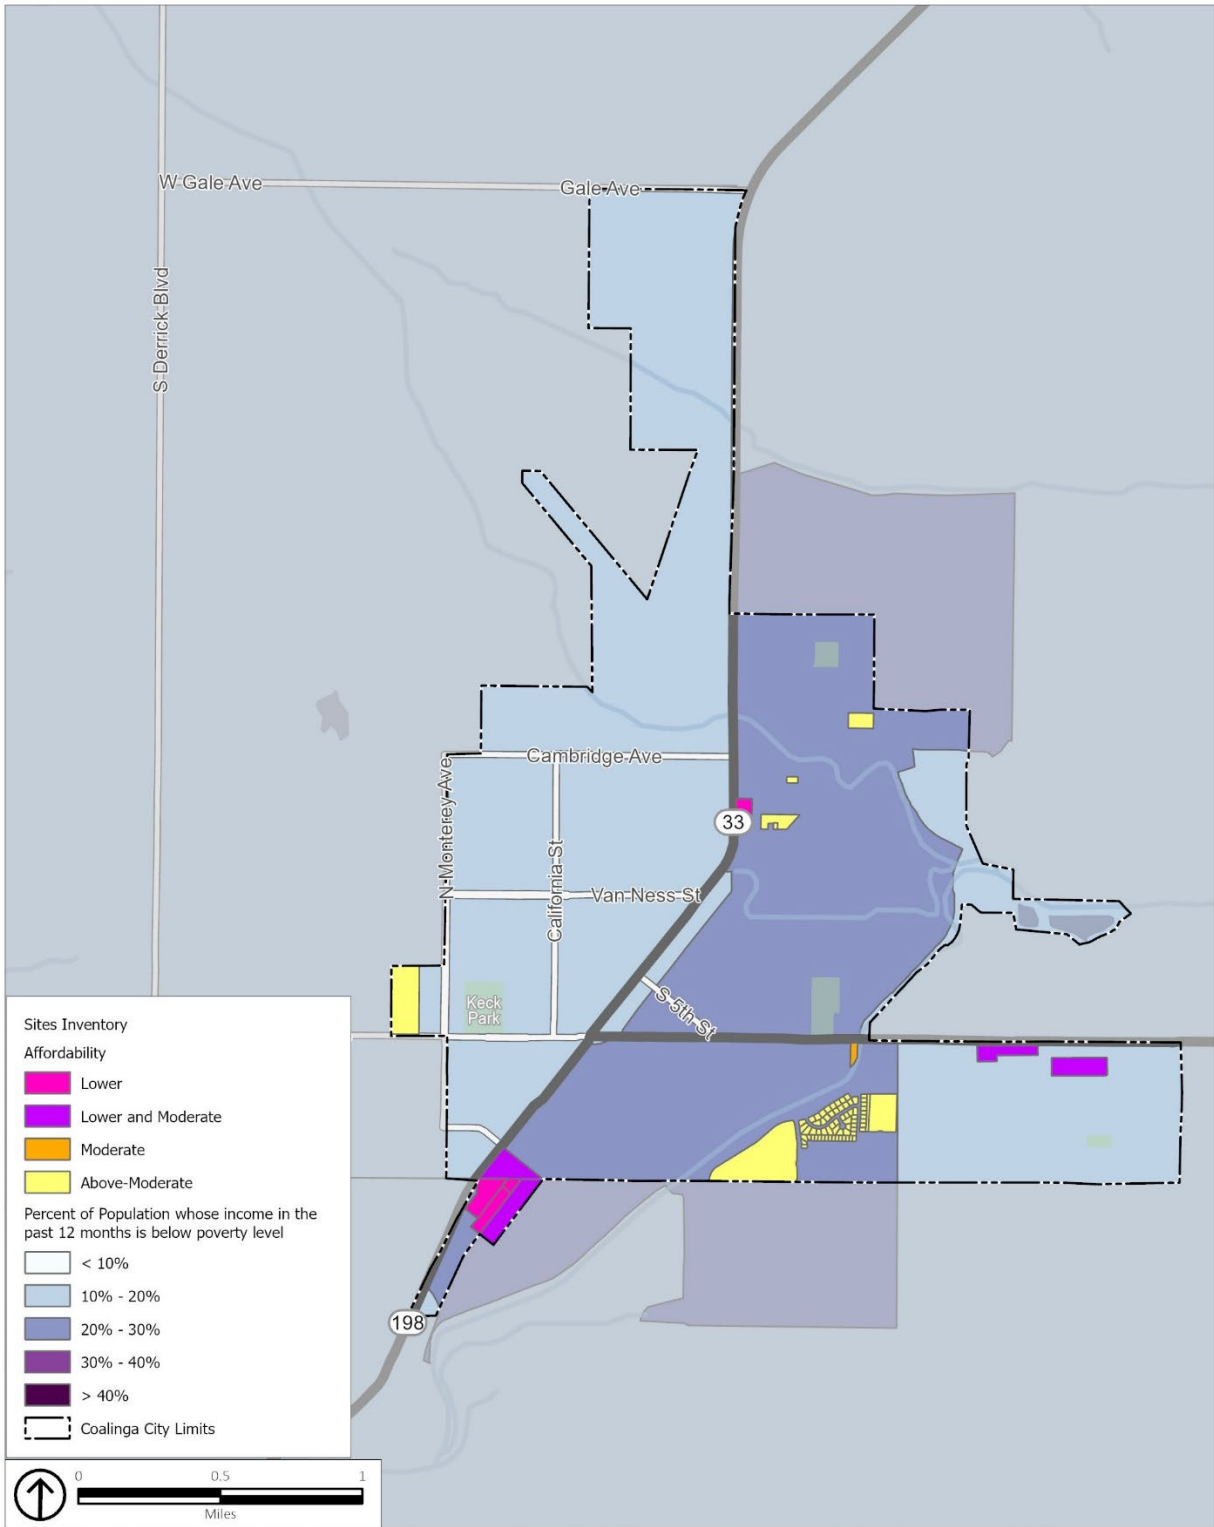 W Gale Ave
Gale Ave
S Derrick Blvd
Cambridge Ave
N Monterey Ave
33
California St
Van Ness St
Keck
Park
S 5th St
198
Sites Inventory
Affordability
Lower
Lower and Moderate
Moderate
Above-Moderate
Percent of Population whose income in the
past 12 months is below poverty level
< 10%
10% - 20%
20% - 30%
30% - 40%
> 40%
Coalinga City Limits
0 0.5 1
Miles